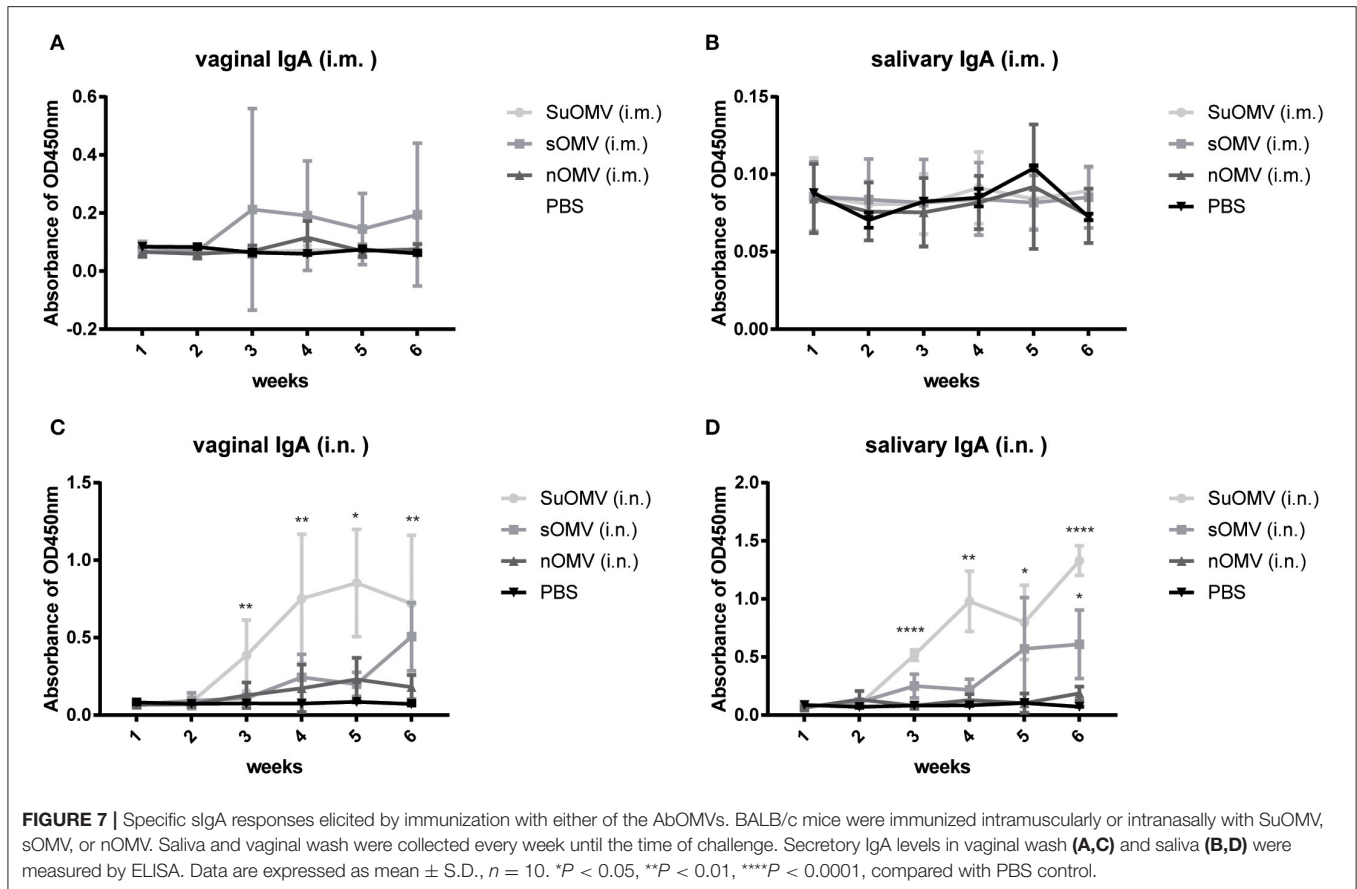 A
vaginal IgA (i.m. )
Absorbance of OD450nm
0.6
0.4
0.2
0.0
-0.2
1 2 3 4 5 6
weeks
SuOMV (i.m.)
sOMV (i.m.)
nOMV (i.m.)
PBS
B
salivary IgA (i.m. )
Absorbance of OD450nm
0.15
0.10
0.05
0.00
1 2 3 4 5 6
weeks
SuOMV (i.m.)
sOMV (i.m.)
nOMV (i.m.)
PBS
C
vaginal IgA (i.n. )
Absorbance of OD450nm
1.5
1.0
0.5
0.0
** ** * **
1 2 3 4 5 6
weeks
SuOMV (i.n.)
sOMV (i.n.)
nOMV (i.n.)
PBS
D
salivary IgA (i.n. )
Absorbance of OD450nm
2.0
1.5
1.0
0.5
0.0
**** ** * ****
*
1 2 3 4 5 6
weeks
SuOMV (i.n.)
sOMV (i.n.)
nOMV (i.n.)
PBS
FIGURE 7 | Specific sIgA responses elicited by immunization with either of the AbOMVs. BALB/c mice were immunized intramuscularly or intranasally with SuOMV,
sOMV, or nOMV. Saliva and vaginal wash were collected every week until the time of challenge. Secretory IgA levels in vaginal wash (A,C) and saliva (B,D) were
measured by ELISA. Data are expressed as mean ± S.D., n = 10. *P < 0.05, **P < 0.01, ****P < 0.0001, compared with PBS control.